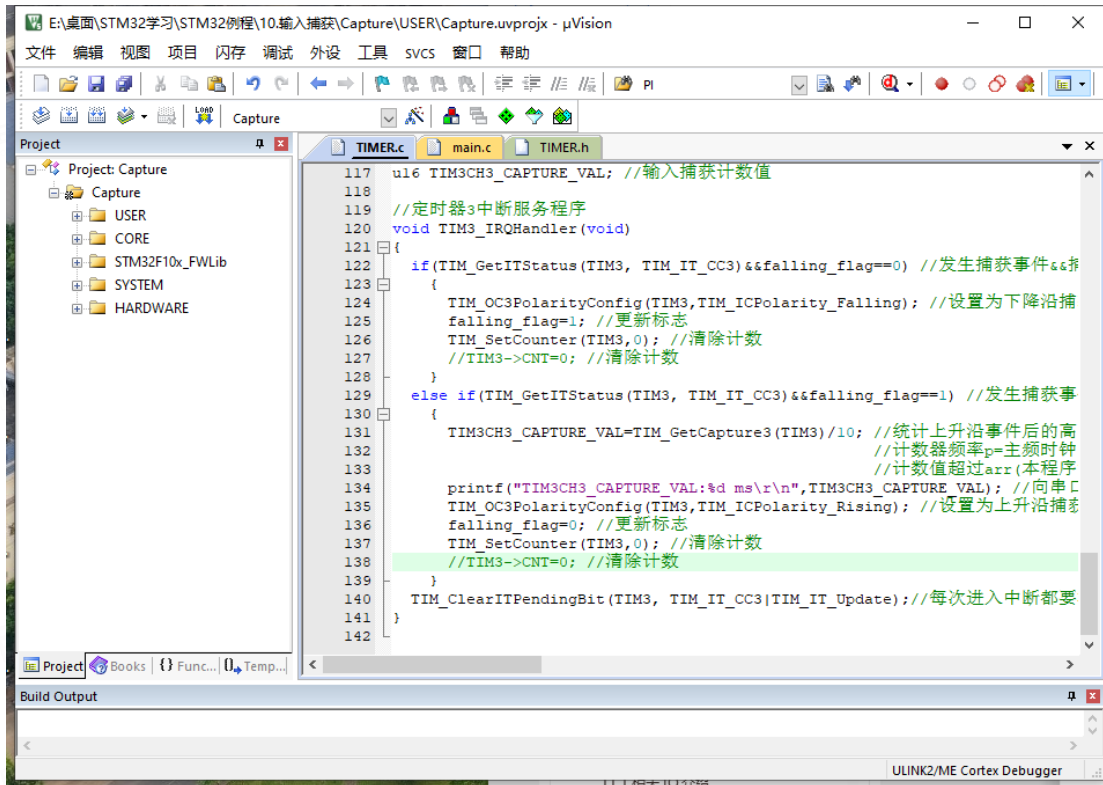 E:\桌面\STM32学习\STM32例程\10.输入捕获\Capture\USER\Capture.uvprojx - µVision
文件 编辑 视图 项目 闪存 调试 外设 工具 SVCS 窗口 帮助
PI
LOAD Capture
Project
Project: Capture
Capture
USER
CORE
STM32F10x_FWLib
SYSTEM
HARDWARE
Project Books {} Func... Temp...
TIMER.c main.c TIMER.h
117 u16 TIM3CH3_CAPTURE_VAL; //输入捕获计数值
118
119 //定时器3中断服务程序
120 void TIM3_IRQHandler(void)
121 {
122 if(TIM_GetITStatus(TIM3, TIM_IT_CC3)&&falling_flag==0) //发生捕获事件&&捕
123 {
124 TIM_OC3PolarityConfig(TIM3,TIM_ICPolarity_Falling); //设置为下降沿捕
125 falling_flag=1; //更新标志
126 TIM_SetCounter(TIM3,0); //清除计数
127 //TIM3->CNT=0; //清除计数
128 }
129 else if(TIM_GetITStatus(TIM3, TIM_IT_CC3)&&falling_flag==1) //发生捕获事
130 {
131 TIM3CH3_CAPTURE_VAL=TIM_GetCapture3(TIM3)/10; //统计上升沿事件后的高
132 //计数器频率p=主频时钟
133 //计数值超过arr(本程序
134 printf("TIM3CH3_CAPTURE_VAL:%d ms\r\n",TIM3CH3_CAPTURE_VAL); //向串口
135 TIM_OC3PolarityConfig(TIM3,TIM_ICPolarity_Rising); //设置为上升沿捕获
136 falling_flag=0; //更新标志
137 TIM_SetCounter(TIM3,0); //清除计数
138 //TIM3->CNT=0; //清除计数
139 }
140 TIM_ClearITPendingBit(TIM3, TIM_IT_CC3|TIM_IT_Update);//每次进入中断都要
141 }
142
Build Output
ULINK2/ME Cortex Debugger